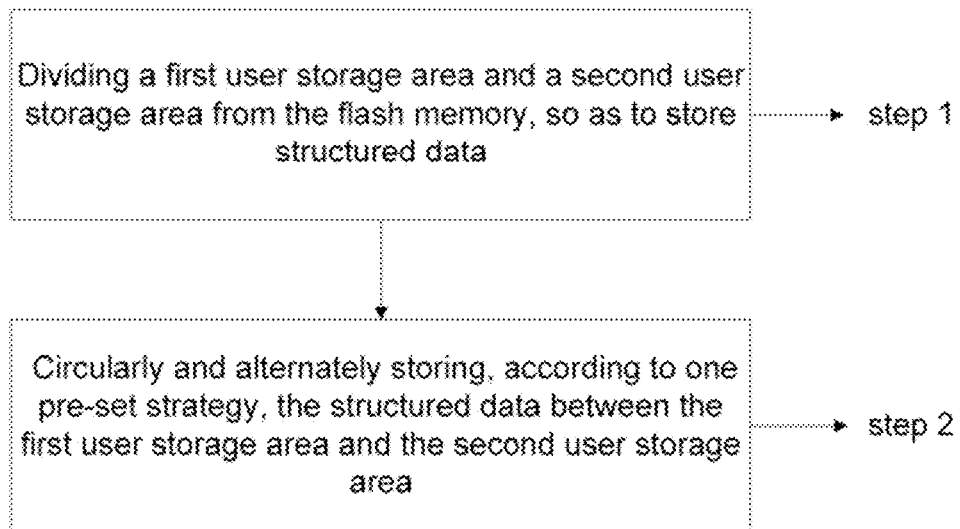 Dividing a first user storage area and a second user
storage area from the flash memory, so as to store
structured data
step 1
Circularly and alternately storing, according to one
pre-set strategy, the structured data between the
first user storage area and the second user storage
area
step 2